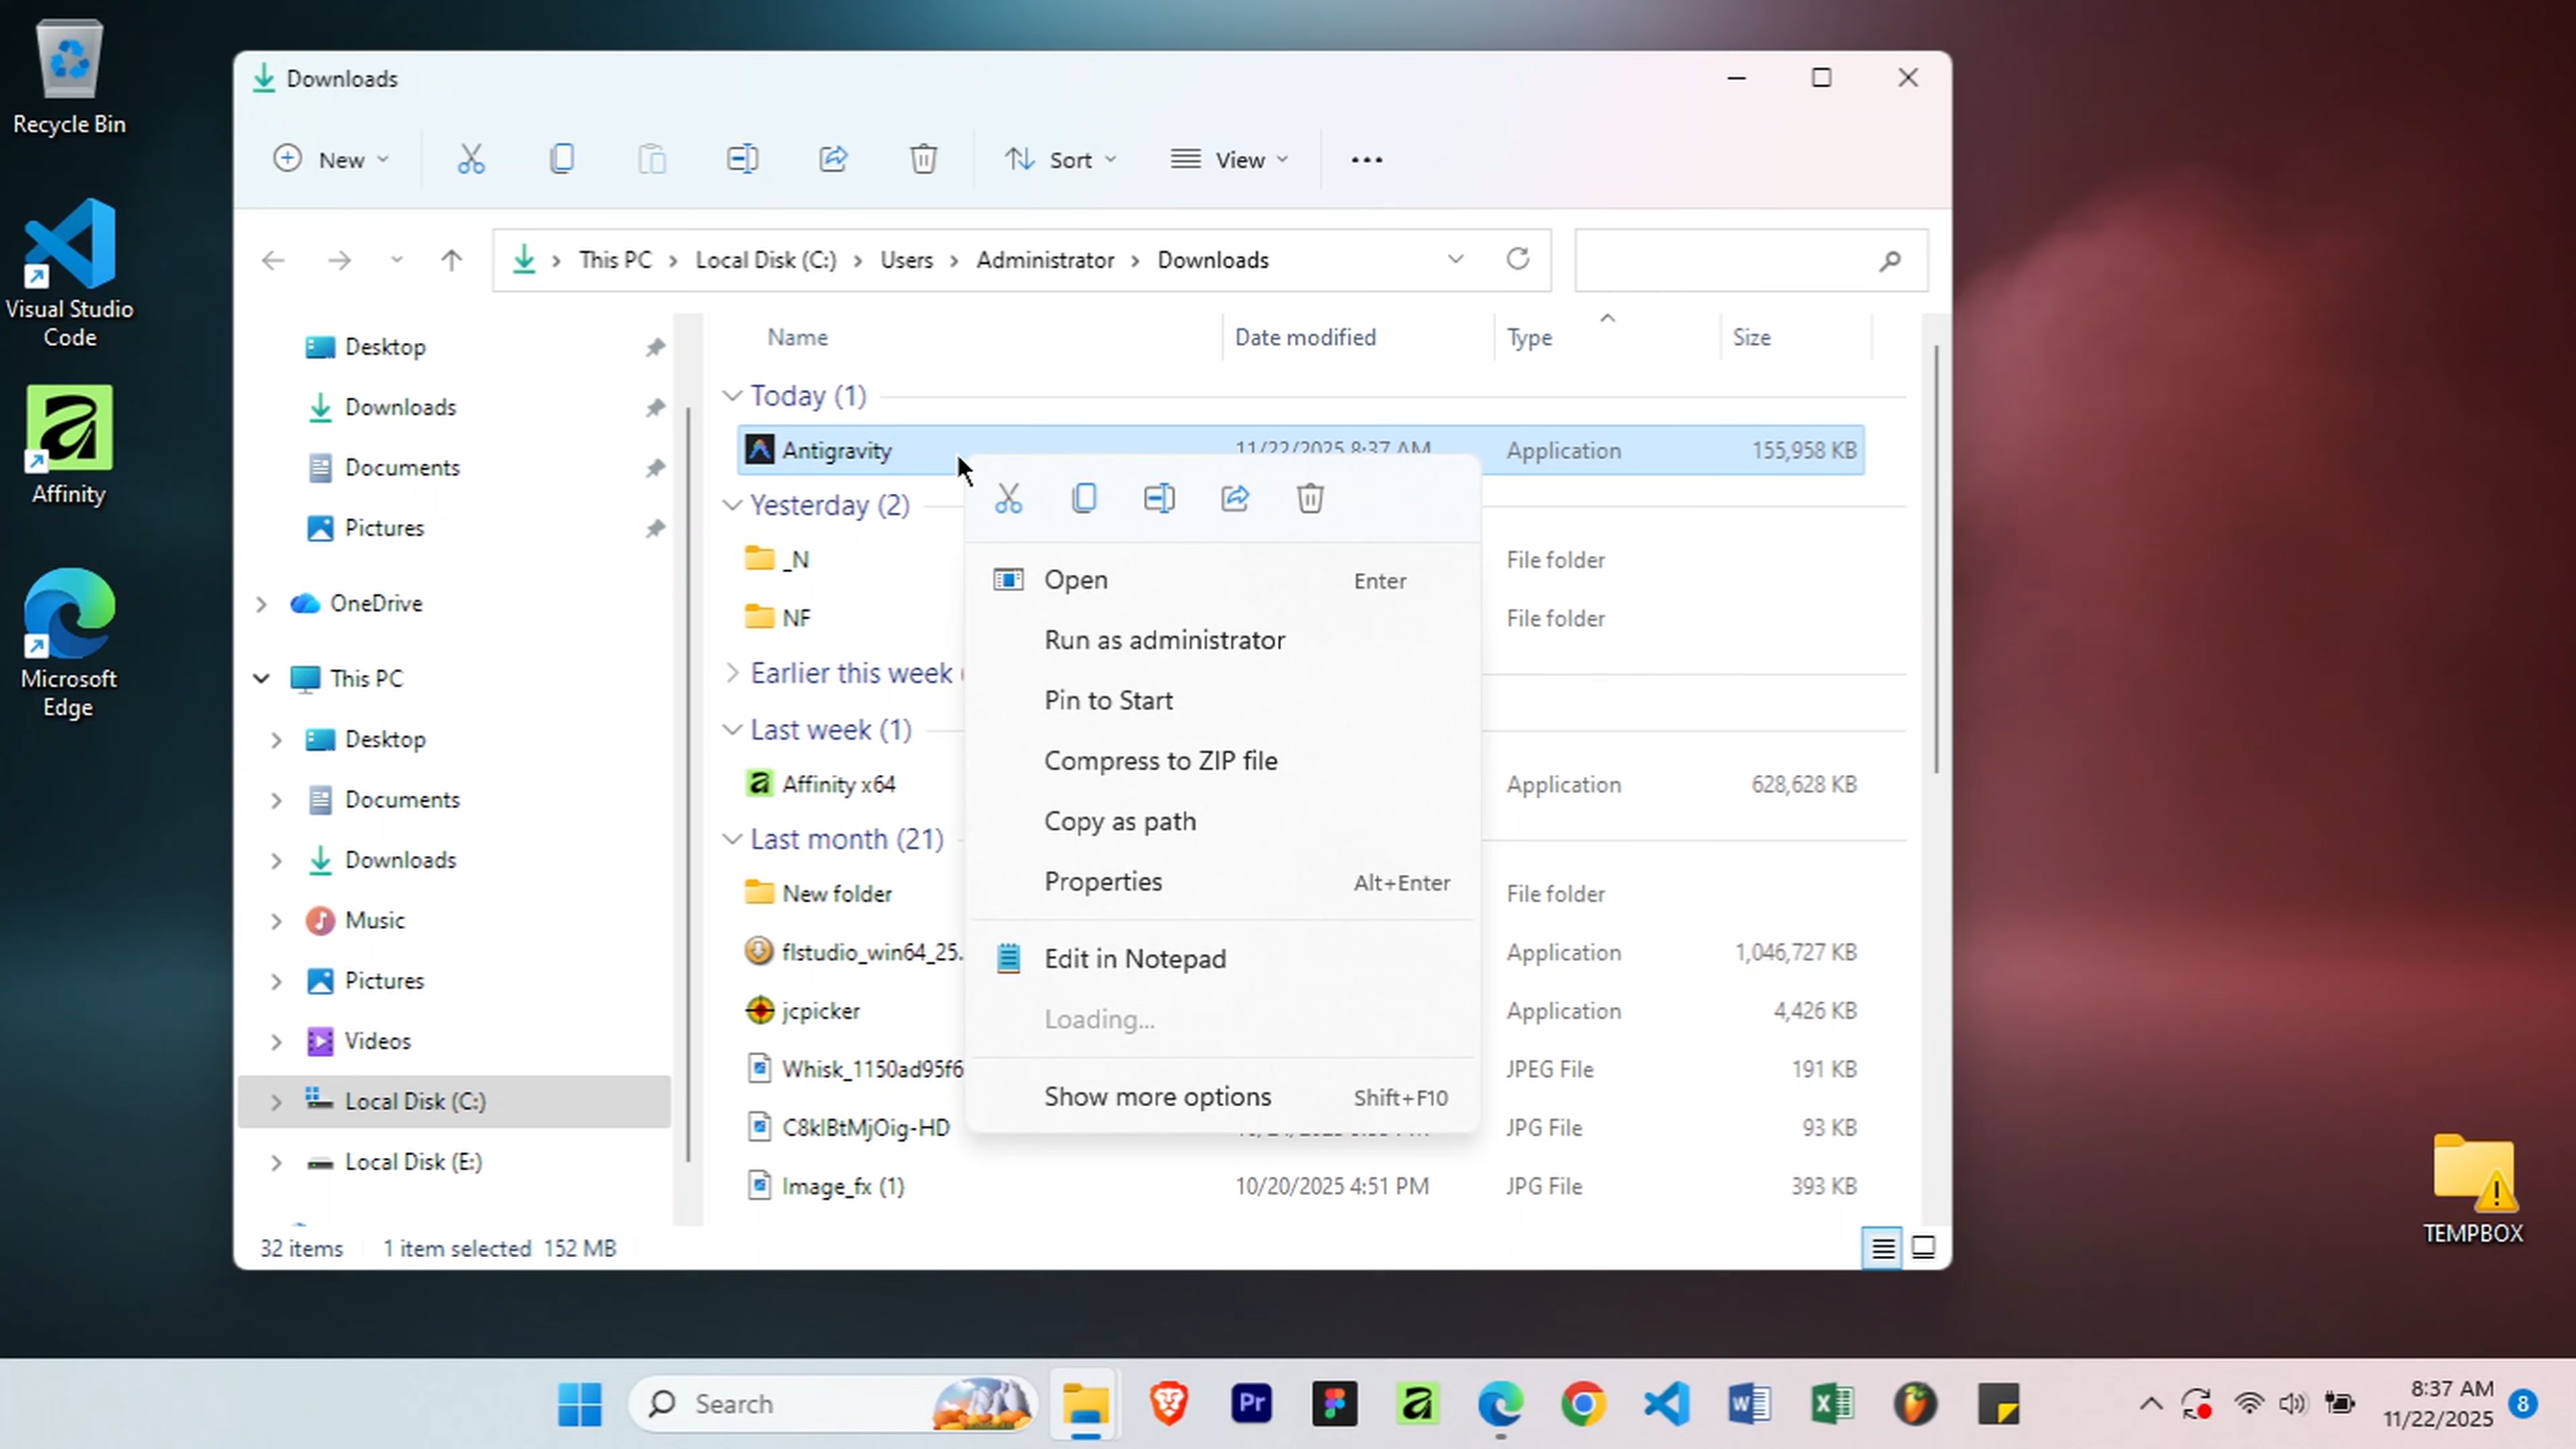 Recycle Bin
Visual Studio
Code
Affinity
Microsoft
Edge
Downloads
New
Sort
View
This PC
Local Disk (C:)
Users
Administrator
Downloads
Desktop
Downloads
Documents
Pictures
OneDrive
This PC
Desktop
Documents
Downloads
Music
Pictures
Videos
Local Disk (C:)
Local Disk (E:)
Name Date modified Type Size
Today (1)
Antigravity 11/22/2025 8:37 AM Application 155,958 KB
Yesterday (2)
_N File folder
NF File folder
Earlier this week
Last week (1)
Affinity x64 Application 628,628 KB
Last month (21)
New folder File folder
flstudio_win64_25. Application 1,046,727 KB
jcpicker Application 4,426 KB
Whisk_1150ad95f6 JPEG File 191 KB
C8klBtMjOig-HD JPG File 93 KB
Image_fx (1) 10/20/2025 4:51 PM JPG File 393 KB
Open Enter
Run as administrator
Pin to Start
Compress to ZIP file
Copy as path
Properties Alt+Enter
Edit in Notepad
Loading...
Show more options Shift+F10
32 items 1 item selected 152 MB
TEMPBOX
Search
Pr
8:37 AM
11/22/2025
8